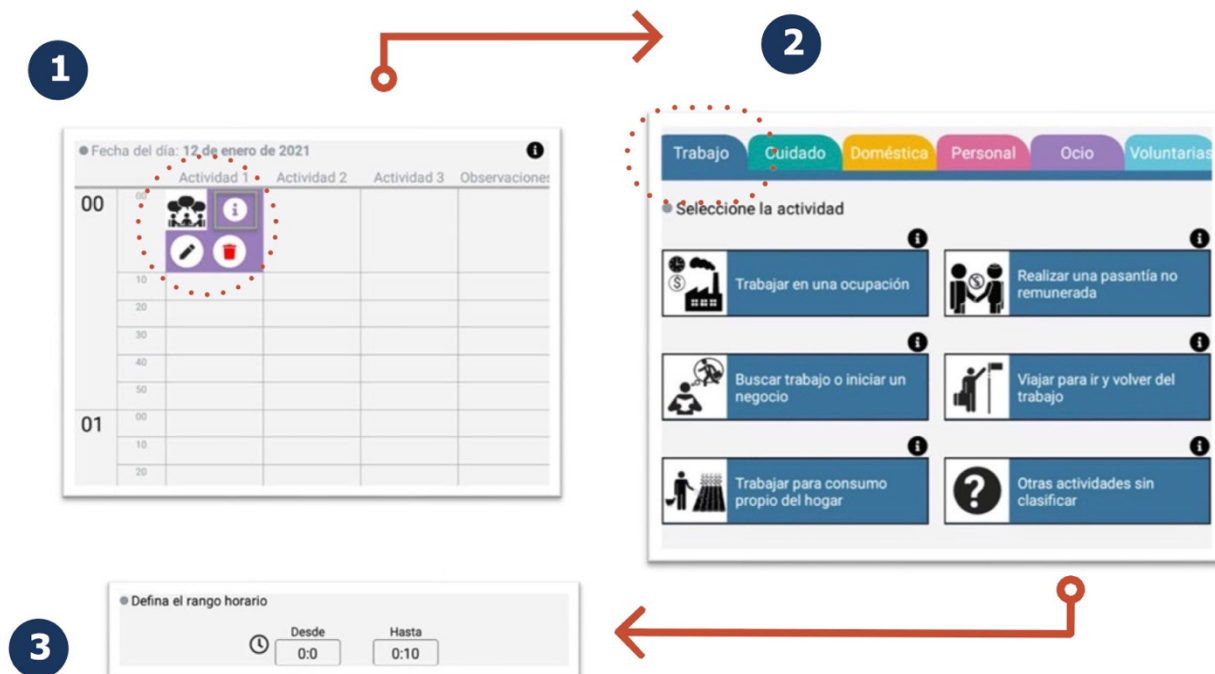 1
Fecha del día: 12 de enero de 2021
Actividad 1 Actividad 2 Actividad 3 Observaciones
00
00
10
20
30
40
50
01
00
10
20
2
Trabajo Cuidado Doméstica Personal Ocio Voluntarias
Seleccione la actividad
Trabajar en una ocupación
Realizar una pasantía no
remunerada
Buscar trabajo o iniciar un
negocio
Viajar para ir y volver del
trabajo
Trabajar para consumo
propio del hogar
Otras actividades sin
clasificar
3
Defina el rango horario
Desde Hasta
0:0 0:10